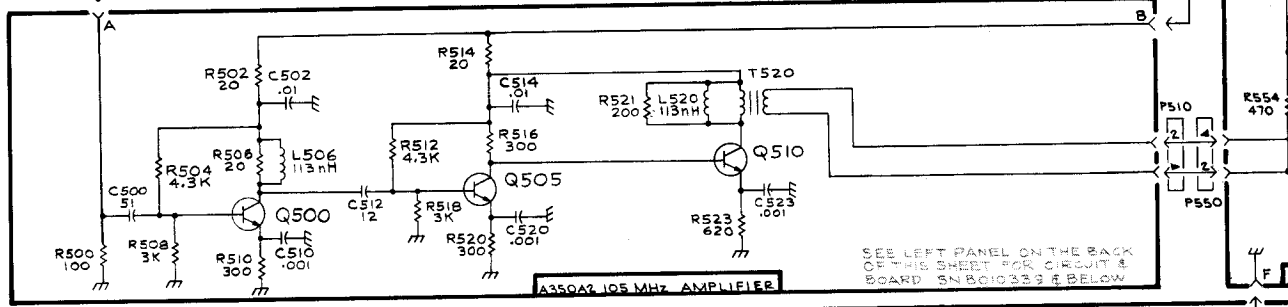 A
B
R514
20
R502
20
C502
.01
C514
.01
T520
R521
200
L520
113nH
P510
R554
470
R504
4.3K
R506
20
L506
113nH
R512
4.3K
R516
300
2
4
Q510
C500
51
Q505
2
Q500
C512
12
R518
3K
C523
.001
P550
R508
3K
C520
.001
R523
620
R500
100
R510
300
C510
.001
R520
300
SEE LEFT PANEL ON THE BACK
OF THIS SHEET FOR CIRCUIT &
BOARD SN B010339 & BELOW
A350A2 105 MHz AMPLIFIER
F